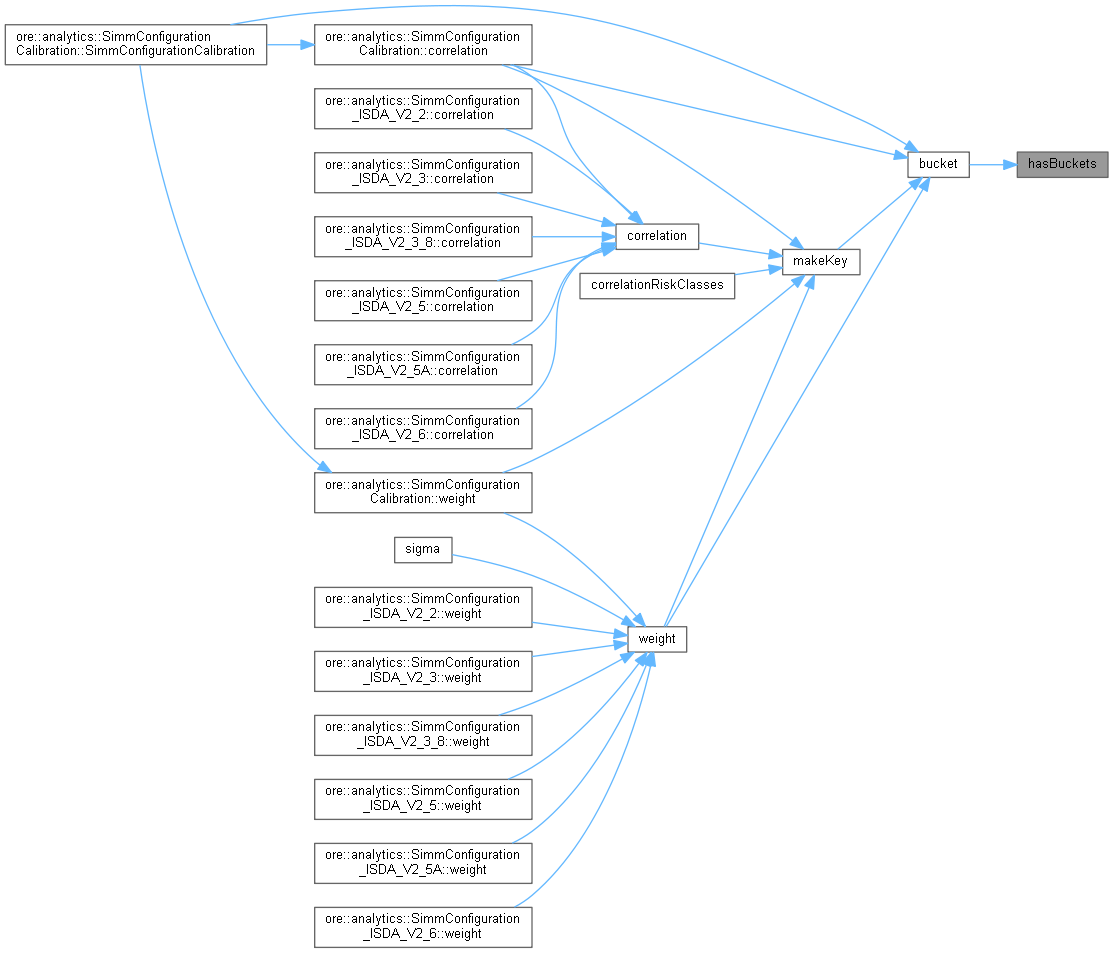 ore::analytics::SimmConfiguration
Calibration::SimmConfigurationCalibration
ore::analytics::SimmConfiguration
Calibration::correlation
ore::analytics::SimmConfiguration
_ISDA_V2_2::correlation
ore::analytics::SimmConfiguration
_ISDA_V2_3::correlation
ore::analytics::SimmConfiguration
_ISDA_V2_3_8::correlation
ore::analytics::SimmConfiguration
_ISDA_V2_5::correlation
ore::analytics::SimmConfiguration
_ISDA_V2_5A::correlation
ore::analytics::SimmConfiguration
_ISDA_V2_6::correlation
ore::analytics::SimmConfiguration
Calibration::weight
sigma
ore::analytics::SimmConfiguration
_ISDA_V2_2::weight
ore::analytics::SimmConfiguration
_ISDA_V2_3::weight
ore::analytics::SimmConfiguration
_ISDA_V2_3_8::weight
ore::analytics::SimmConfiguration
_ISDA_V2_5::weight
ore::analytics::SimmConfiguration
_ISDA_V2_5A::weight
ore::analytics::SimmConfiguration
_ISDA_V2_6::weight
correlation
correlationRiskClasses
weight
makeKey
bucket
hasBuckets